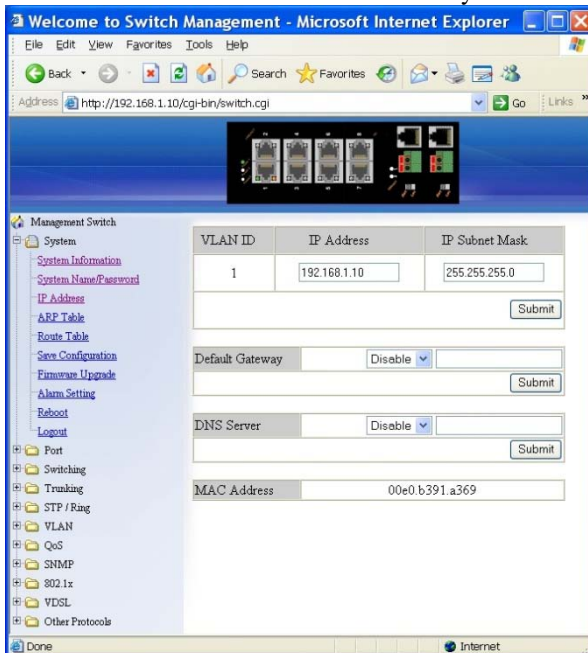 Welcome to Switch Management - Microsoft Internet Explorer
File Edit View Favorites Tools Help
Back Search Favorites
Address http://192.168.1.10/cgi-bin/switch.cgi Go Links »
Management Switch
System
System Information
System Name/Password
IP Address
ARP Table
Route Table
Save Configuration
Firmware Upgrade
Alarm Setting
Reboot
Logout
Port
Switching
Trunking
STP / Ring
VLAN
QoS
SNMP
802.1x
VDSL
Other Protocols
VLAN ID IP Address IP Subnet Mask
1 192.168.1.10 255.255.255.0
Submit
Default Gateway Disable
Submit
DNS Server Disable
Submit
MAC Address 00e0.b391.a369
Done Internet